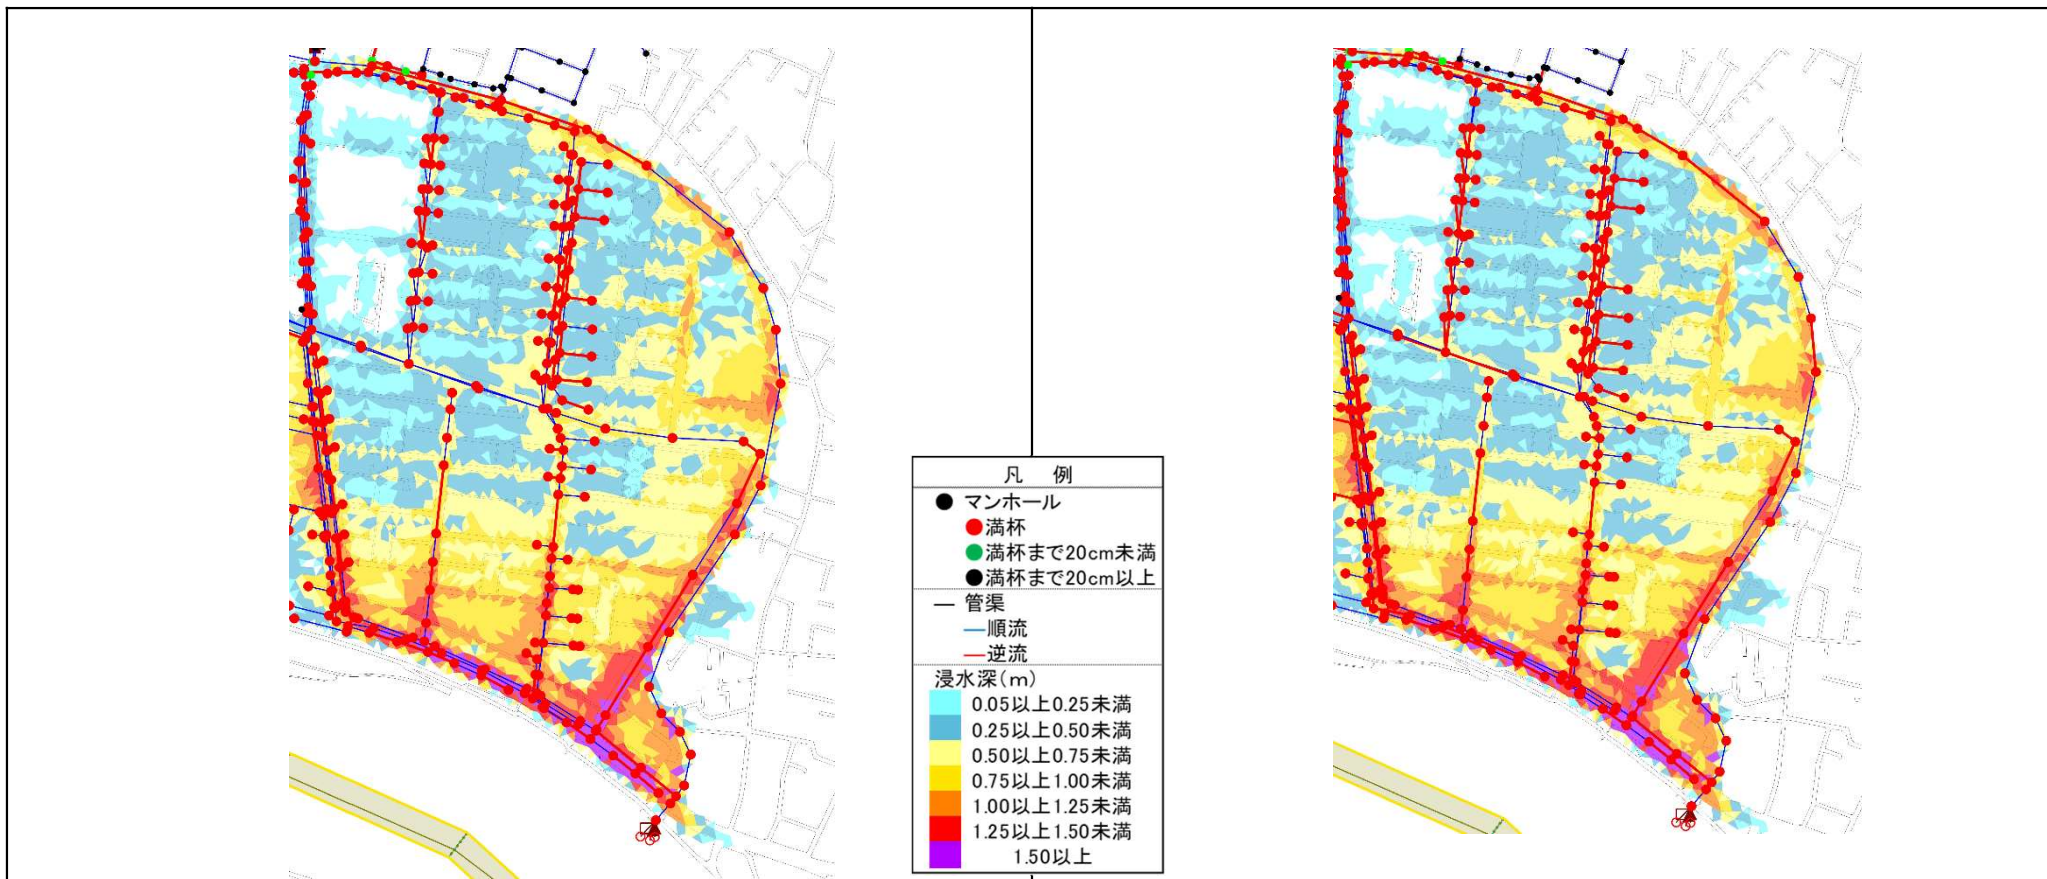 凡 例
● マンホール
●満杯
●満杯まで20cm未満
●満杯まで20cm以上
― 管渠
―順流
―逆流
浸水深(m)
0.05以上0.25未満
0.25以上0.50未満
0.50以上0.75未満
0.75以上1.00未満
1.00以上1.25未満
1.25以上1.50未満
1.50以上